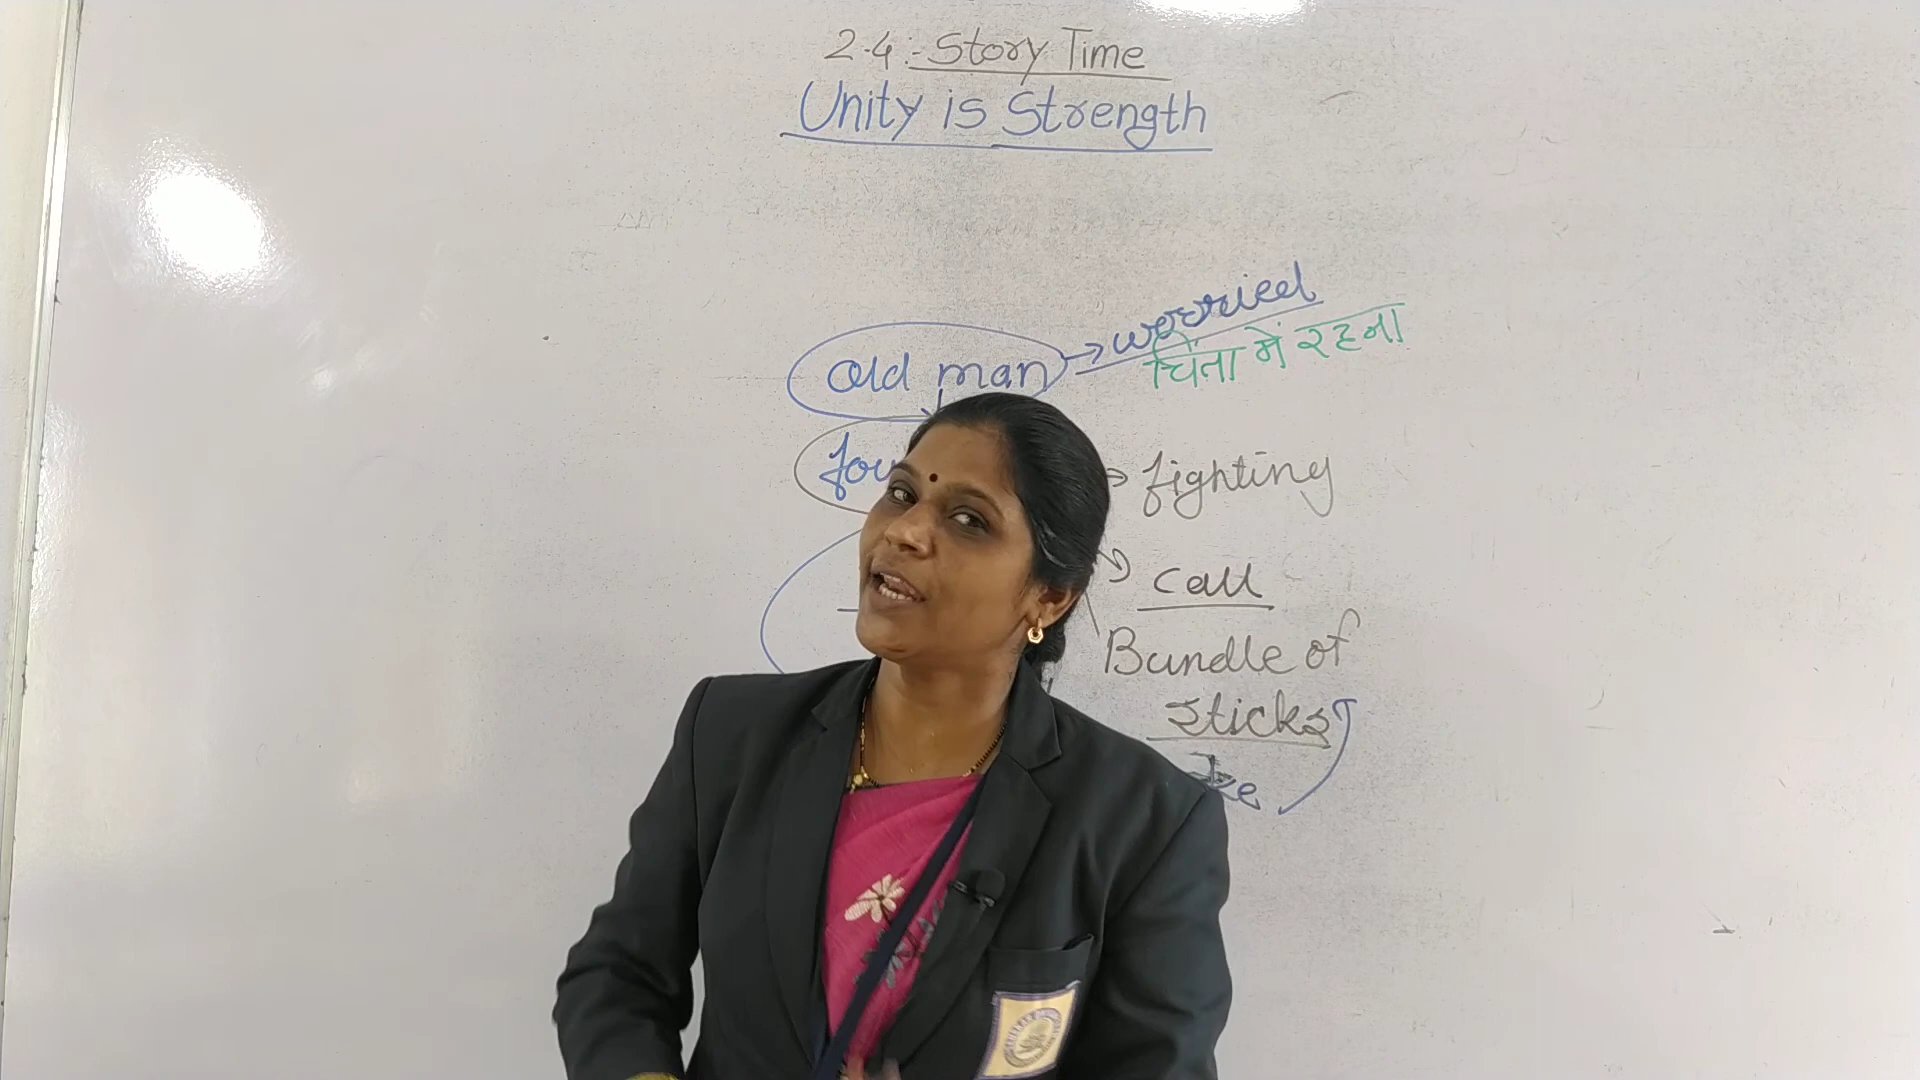 2.4:- Story Time
Unity is Strength
old man → worried
चिंता में रहना
fighting
call
Bundle of
sticks